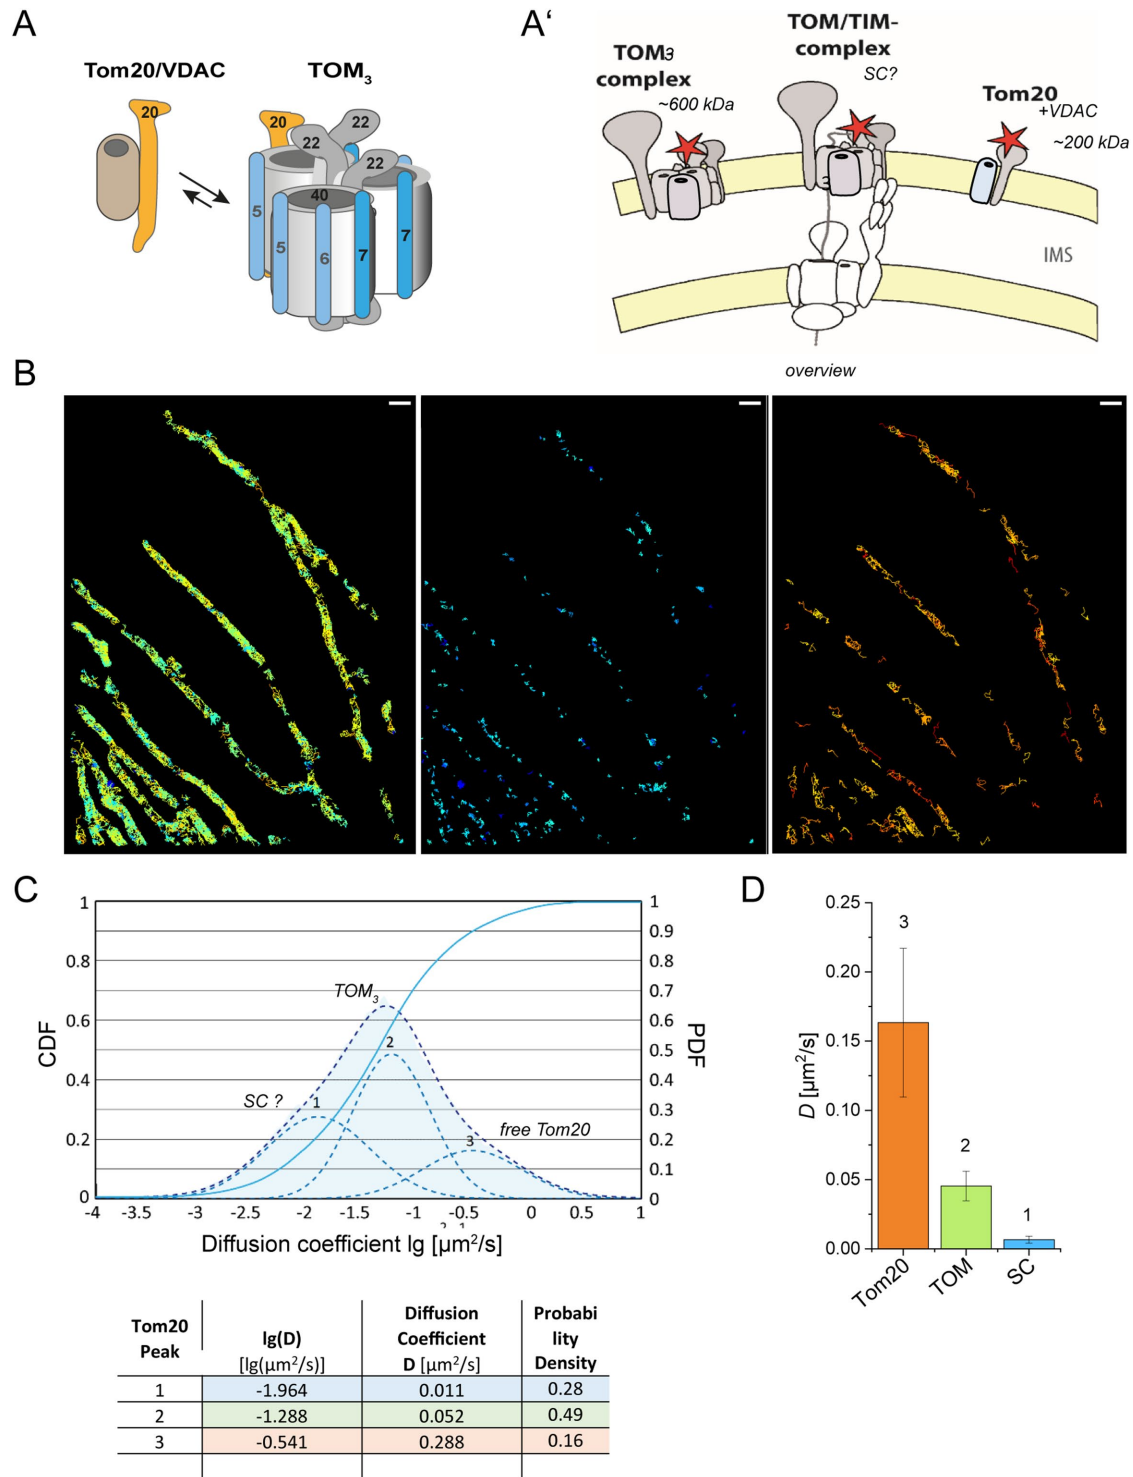 A
Tom20/VDAC
TOM3
20
20
22
22
22
40
5
5
6
7
7
A'
TOM3
complex
~600 kDa
TOM/TIM-
complex
SC?
Tom20
+VDAC
~200 kDa
3
IMS
overview
B
C
CDF
PDF
1
0.8
0.6
0.4
0.2
0
1
0.9
0.8
0.7
0.6
0.5
0.4
0.3
0.2
0.1
0
TOM3
2
SC ?
1
free Tom20
3
-4
-3.5
-3
-2.5
-2
-1.5
-1
-0.5
0
0.5
1
Diffusion coefficient lg [µm²/s]
D
D [µm²/s]
0.25
0.20
0.15
0.10
0.05
0.00
3
2
1
Tom20
TOM
SC
Tom20 Peak | lg(D) [lg(µm²/s)] | Diffusion Coefficient D [µm²/s] | Probabi lity Density
1 -1.964 0.011 0.28
2 -1.288 0.052 0.49
3 -0.541 0.288 0.16